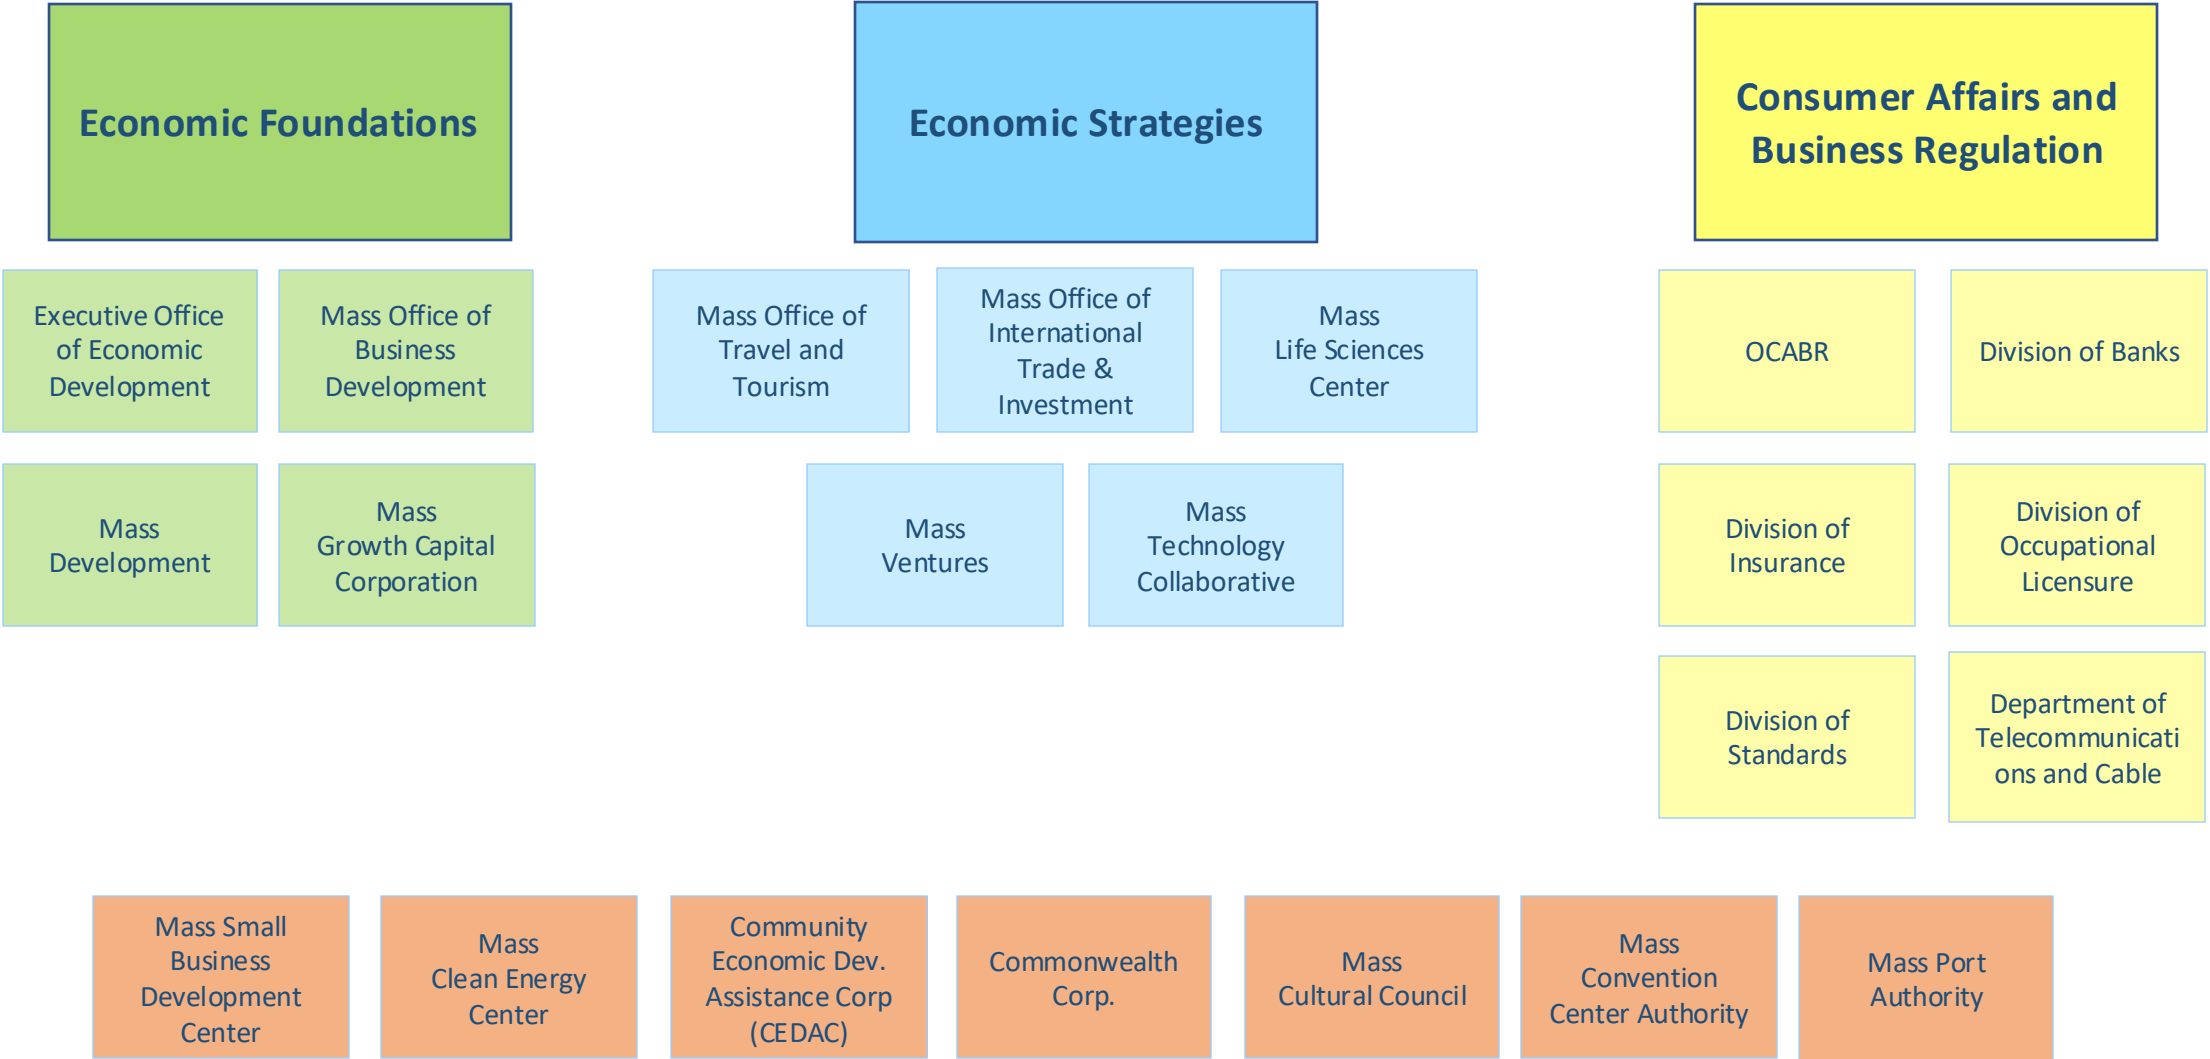 Economic Foundations
Economic Strategies
Consumer Affairs and
Business Regulation
Executive Office
of Economic
Development
Mass Office of
Business
Development
Mass Office of
Travel and
Tourism
Mass Office of
International
Trade &
Investment
Mass
Life Sciences
Center
OCABR
Division of Banks
Mass
Development
Mass
Growth Capital
Corporation
Mass
Ventures
Mass
Technology
Collaborative
Division of
Insurance
Division of
Occupational
Licensure
Division of
Standards
Department of
Telecommunicati
ons and Cable
Mass Small
Business
Development
Center
Mass
Clean Energy
Center
Community
Economic Dev.
Assistance Corp
(CEDAC)
Commonwealth
Corp.
Mass
Cultural Council
Mass
Convention
Center Authority
Mass Port
Authority